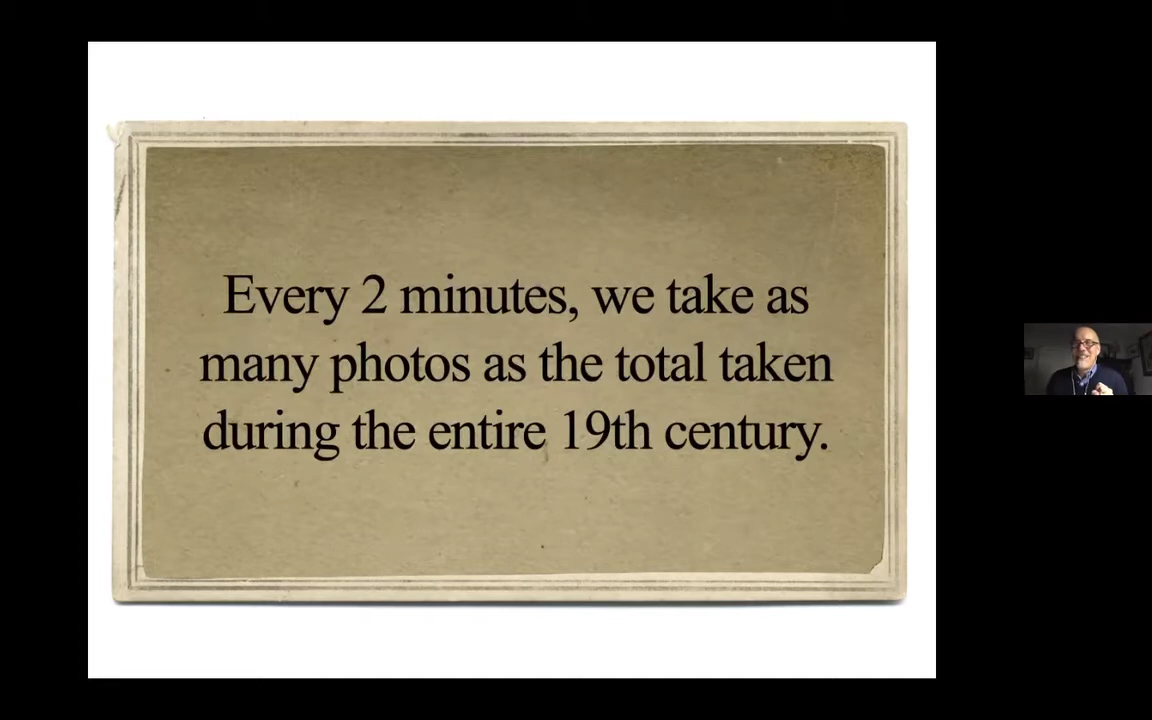 Every 2 minutes, we take as
many photos as the total taken
during the entire 19th century.